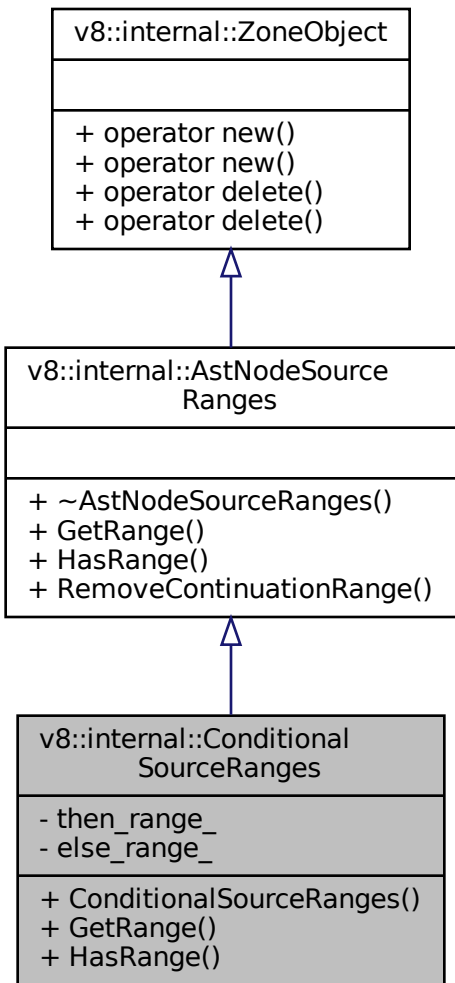 v8::internal::ZoneObject
+ operator new()
+ operator new()
+ operator delete()
+ operator delete()
v8::internal::AstNodeSource
Ranges
+ ~AstNodeSourceRanges()
+ GetRange()
+ HasRange()
+ RemoveContinuationRange()
v8::internal::Conditional
SourceRanges
- then_range_
- else_range_
+ ConditionalSourceRanges()
+ GetRange()
+ HasRange()